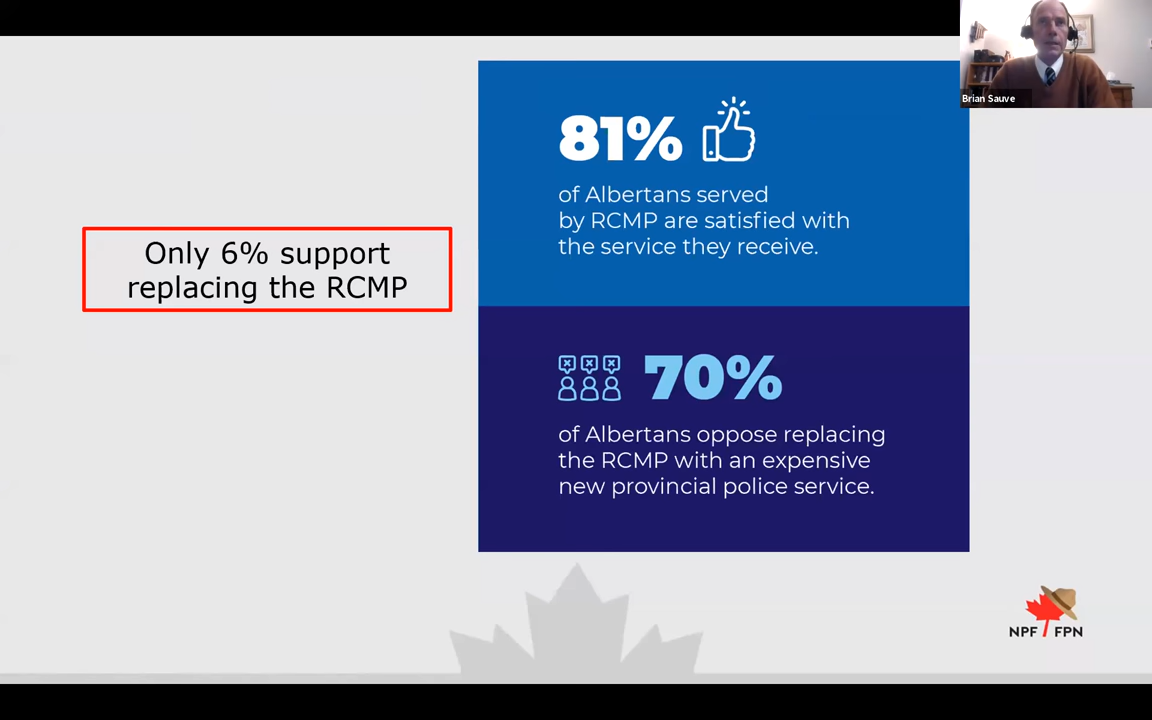 Brian Sauve
Only 6% support
replacing the RCMP
81%
of Albertans served
by RCMP are satisfied with
the service they receive.
70%
of Albertans oppose replacing
the RCMP with an expensive
new provincial police service.
NPF FPN